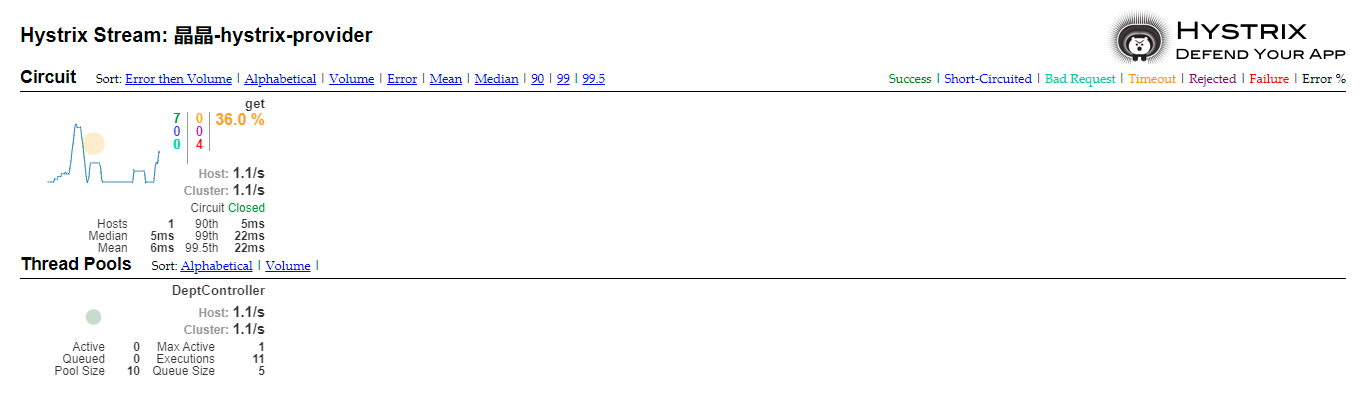 Hystrix Stream: 晶晶-hystrix-provider
HYSTRIX
DEFEND YOUR APP
Circuit Sort: Error then Volume | Alphabetical | Volume | Error | Mean | Median | 90 | 99 | 99.5
Success | Short-Circuited | Bad Request | Timeout | Rejected | Failure | Error %
get
7 0 36.0 %
0 0
0 4
Host: 1.1/s
Cluster: 1.1/s
Circuit Closed
Hosts 1 90th 5ms
Median 5ms 99th 22ms
Mean 6ms 99.5th 22ms
Thread Pools Sort: Alphabetical | Volume |
DeptController
Host: 1.1/s
Cluster: 1.1/s
Active 0 Max Active 1
Queued 0 Executions 11
Pool Size 10 Queue Size 5